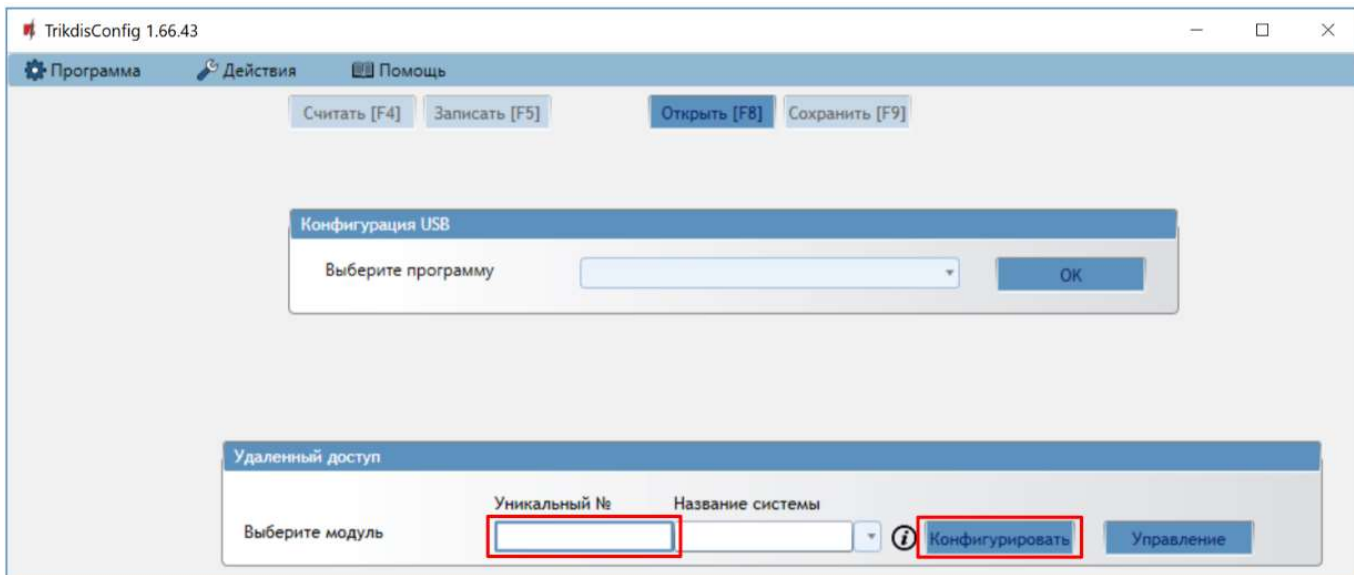 TrikdisConfig 1.66.43
Программа Действия Помощь
Считать [F4] Записать [F5] Открыть [F8] Сохранить [F9]
Конфигурация USB
Выберите программу OK
Удаленный доступ
Уникальный № Название системы
Выберите модуль Конфигурировать Управление